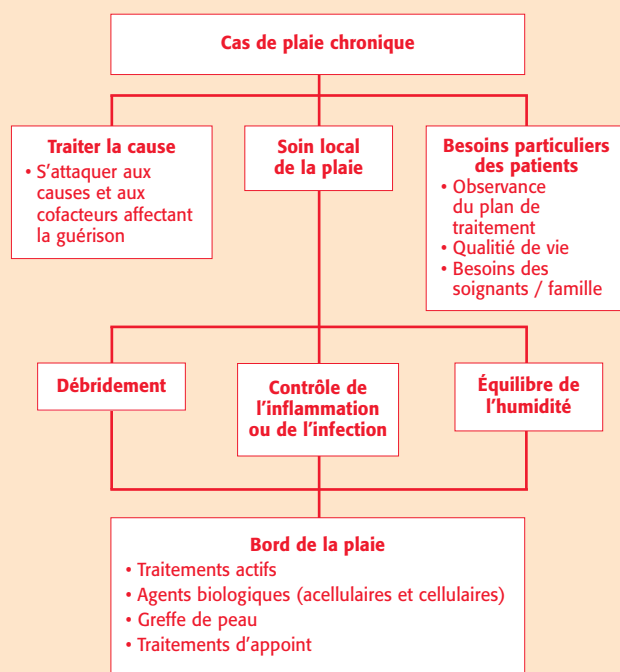 Cas de plaie chronique
Traiter la cause
• S'attaquer aux
causes et aux
cofacteurs affectant
la guérison
Soin local
de la plaie
Besoins particuliers
des patients
• Observance
du plan de
traitement
• Qualitié de vie
• Besoins des
soignants / famille
Débridement
Contrôle de
l'inflammation
ou de l'infection
Équilibre de
l'humidité
Bord de la plaie
• Traitements actifs
• Agents biologiques (acellulaires et cellulaires)
• Greffe de peau
• Traitements d'appoint